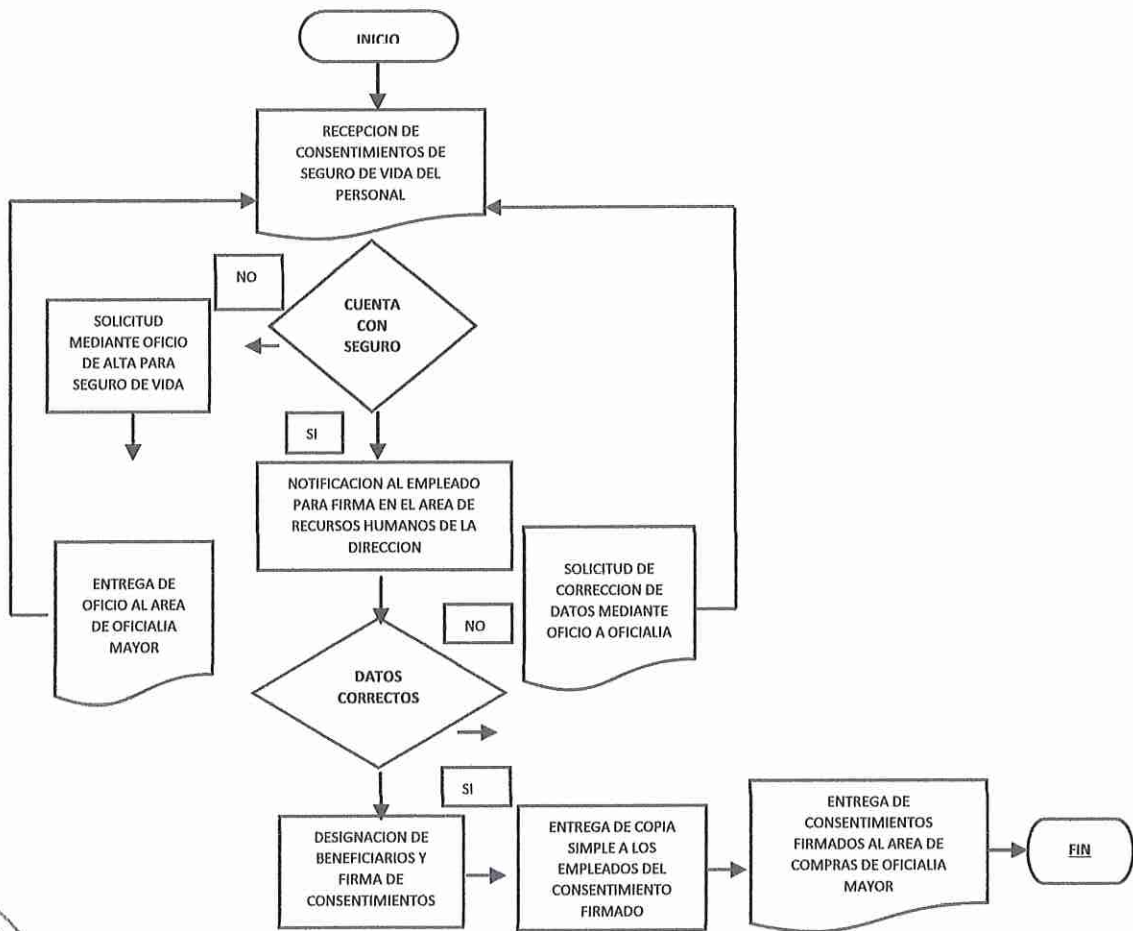 INICIO
RECEPCION DE
CONSENTIMIENTOS DE
SEGURO DE VIDA DEL
PERSONAL
NO
CUENTA
CON
SEGURO
SOLICITUD
MEDIANTE OFICIO
DE ALTA PARA
SEGURO DE VIDA
SI
NOTIFICACION AL EMPLEADO
PARA FIRMA EN EL AREA DE
RECURSOS HUMANOS DE LA
DIRECCION
ENTREGA DE
OFICIO AL AREA
DE OFICIALIA
MAYOR
SOLICITUD DE
CORRECCION DE
DATOS MEDIANTE
OFICIO A OFICIALIA
NO
DATOS
CORRECTOS
SI
DESIGNACION DE
BENEFICIARIOS Y
FIRMA DE
CONSENTIMIENTOS
ENTREGA DE COPIA
SIMPLE A LOS
EMPLEADOS DEL
CONSENTIMIENTO
FIRMADO
ENTREGA DE
CONSENTIMIENTOS
FIRMADOS AL AREA DE
COMPRAS DE OFICIALIA
MAYOR
FIN